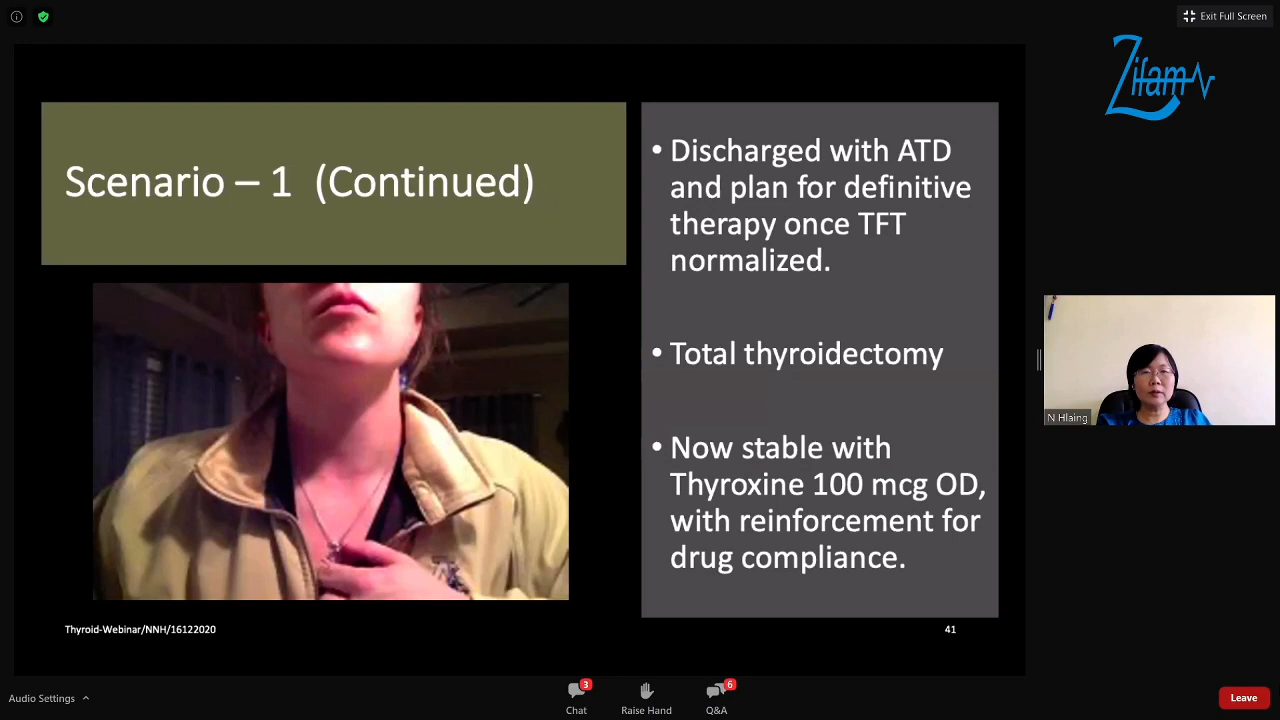 Exit Full Screen
Zifam
Scenario – 1 (Continued)
• Discharged with ATD
and plan for definitive
therapy once TFT
normalized.
• Total thyroidectomy
• Now stable with
Thyroxine 100 mcg OD,
with reinforcement for
drug compliance.
N Hlaing
Thyroid-Webinar/NNH/16122020
41
Audio Settings
3
Chat
Raise Hand
6
Q&A
Leave